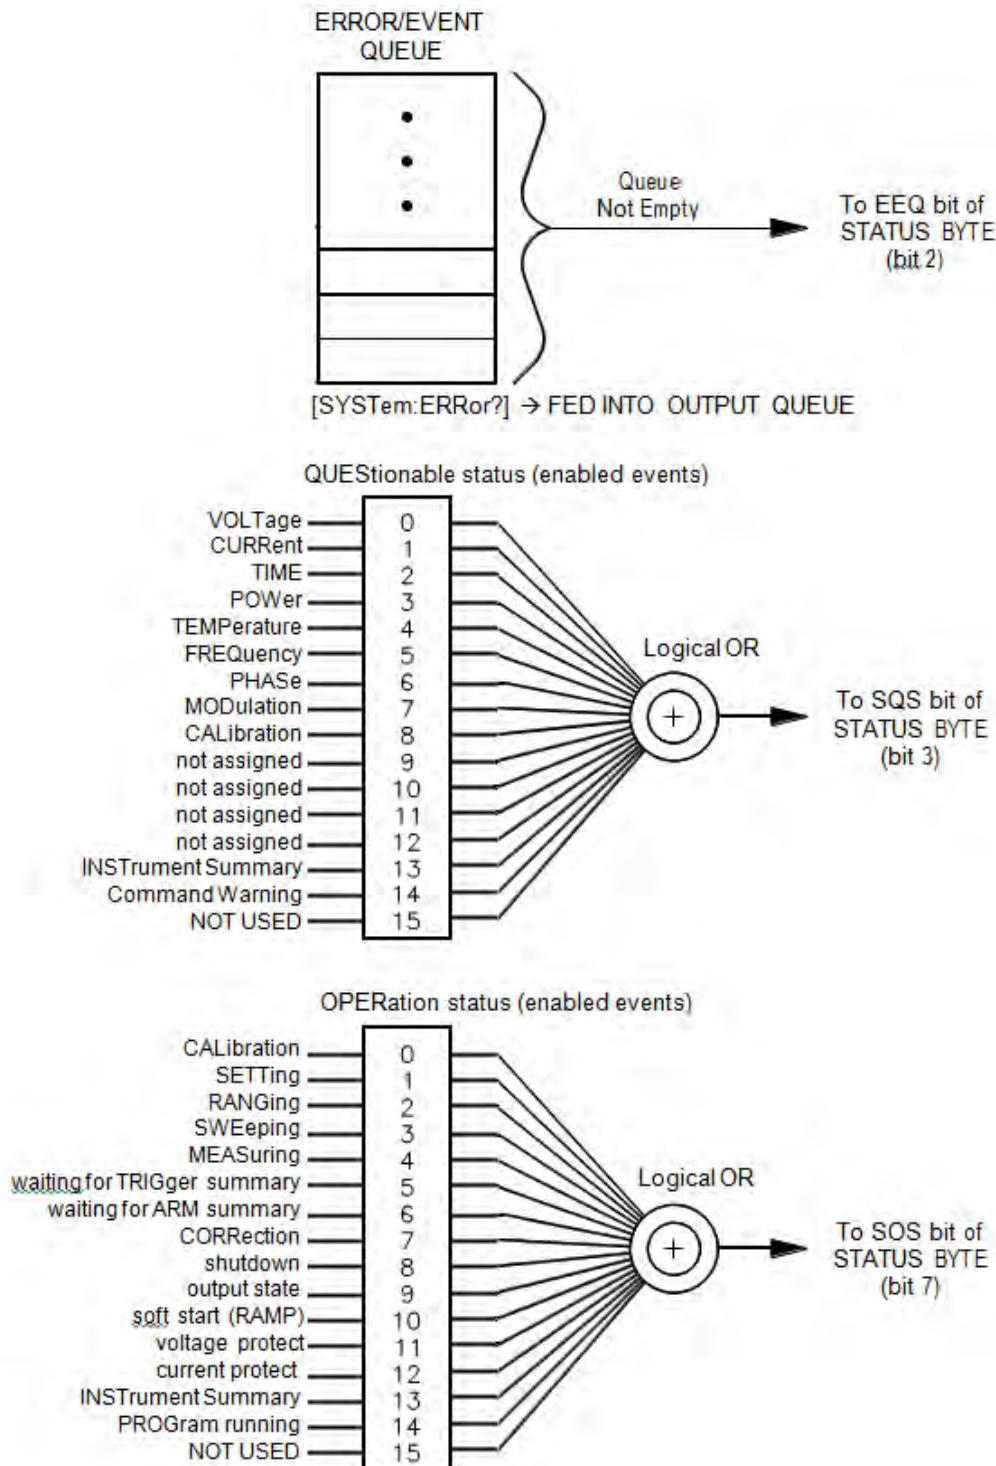 ERROR/EVENT
QUEUE
Queue
Not Empty
To EEQ bit of
STATUS BYTE
(bit 2)
[SYSTem:ERRor?] → FED INTO OUTPUT QUEUE
QUEStionable status (enabled events)
VOLTage 0
CURRent 1
TIME 2
POWer 3
TEMPerature 4
FREQuency 5
PHASe 6
MODulation 7
CALibration 8
not assigned 9
not assigned 10
not assigned 11
not assigned 12
INSTrument Summary 13
Command Warning 14
NOT USED 15
Logical OR
+
To SQS bit of
STATUS BYTE
(bit 3)
OPERation status (enabled events)
CALibration 0
SETTing 1
RANGing 2
SWEeping 3
MEASuring 4
waiting for TRIGger summary 5
waiting for ARM summary 6
CORRection 7
shutdown 8
output state 9
soft start (RAMP) 10
voltage protect 11
current protect 12
INSTrument Summary 13
PROGram running 14
NOT USED 15
Logical OR
+
To SOS bit of
STATUS BYTE
(bit 7)